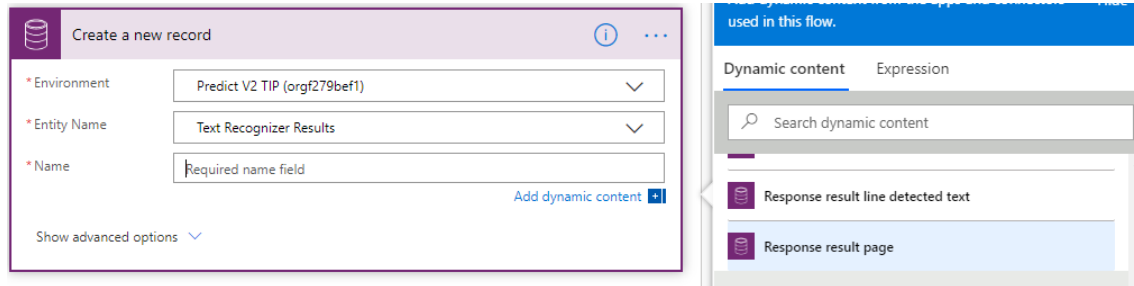 Create a new record
* Environment
Predict V2 TIP (orgf279bef1)
* Entity Name
Text Recognizer Results
* Name
Required name field
Add dynamic content
Show advanced options
used in this flow.
Dynamic content Expression
Search dynamic content
Response result line detected text
Response result page